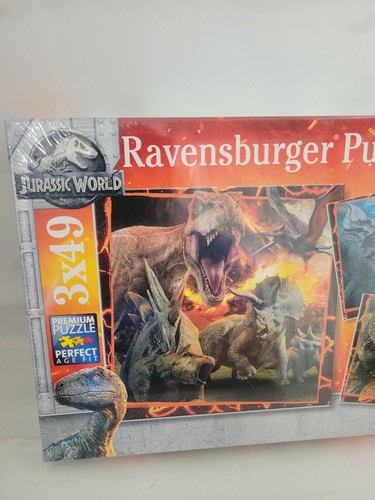 Ravensburger® Pu
JURASSIC WORLD
3x49
PREMIUM
PUZZLE
PERFECT
AGE FIT